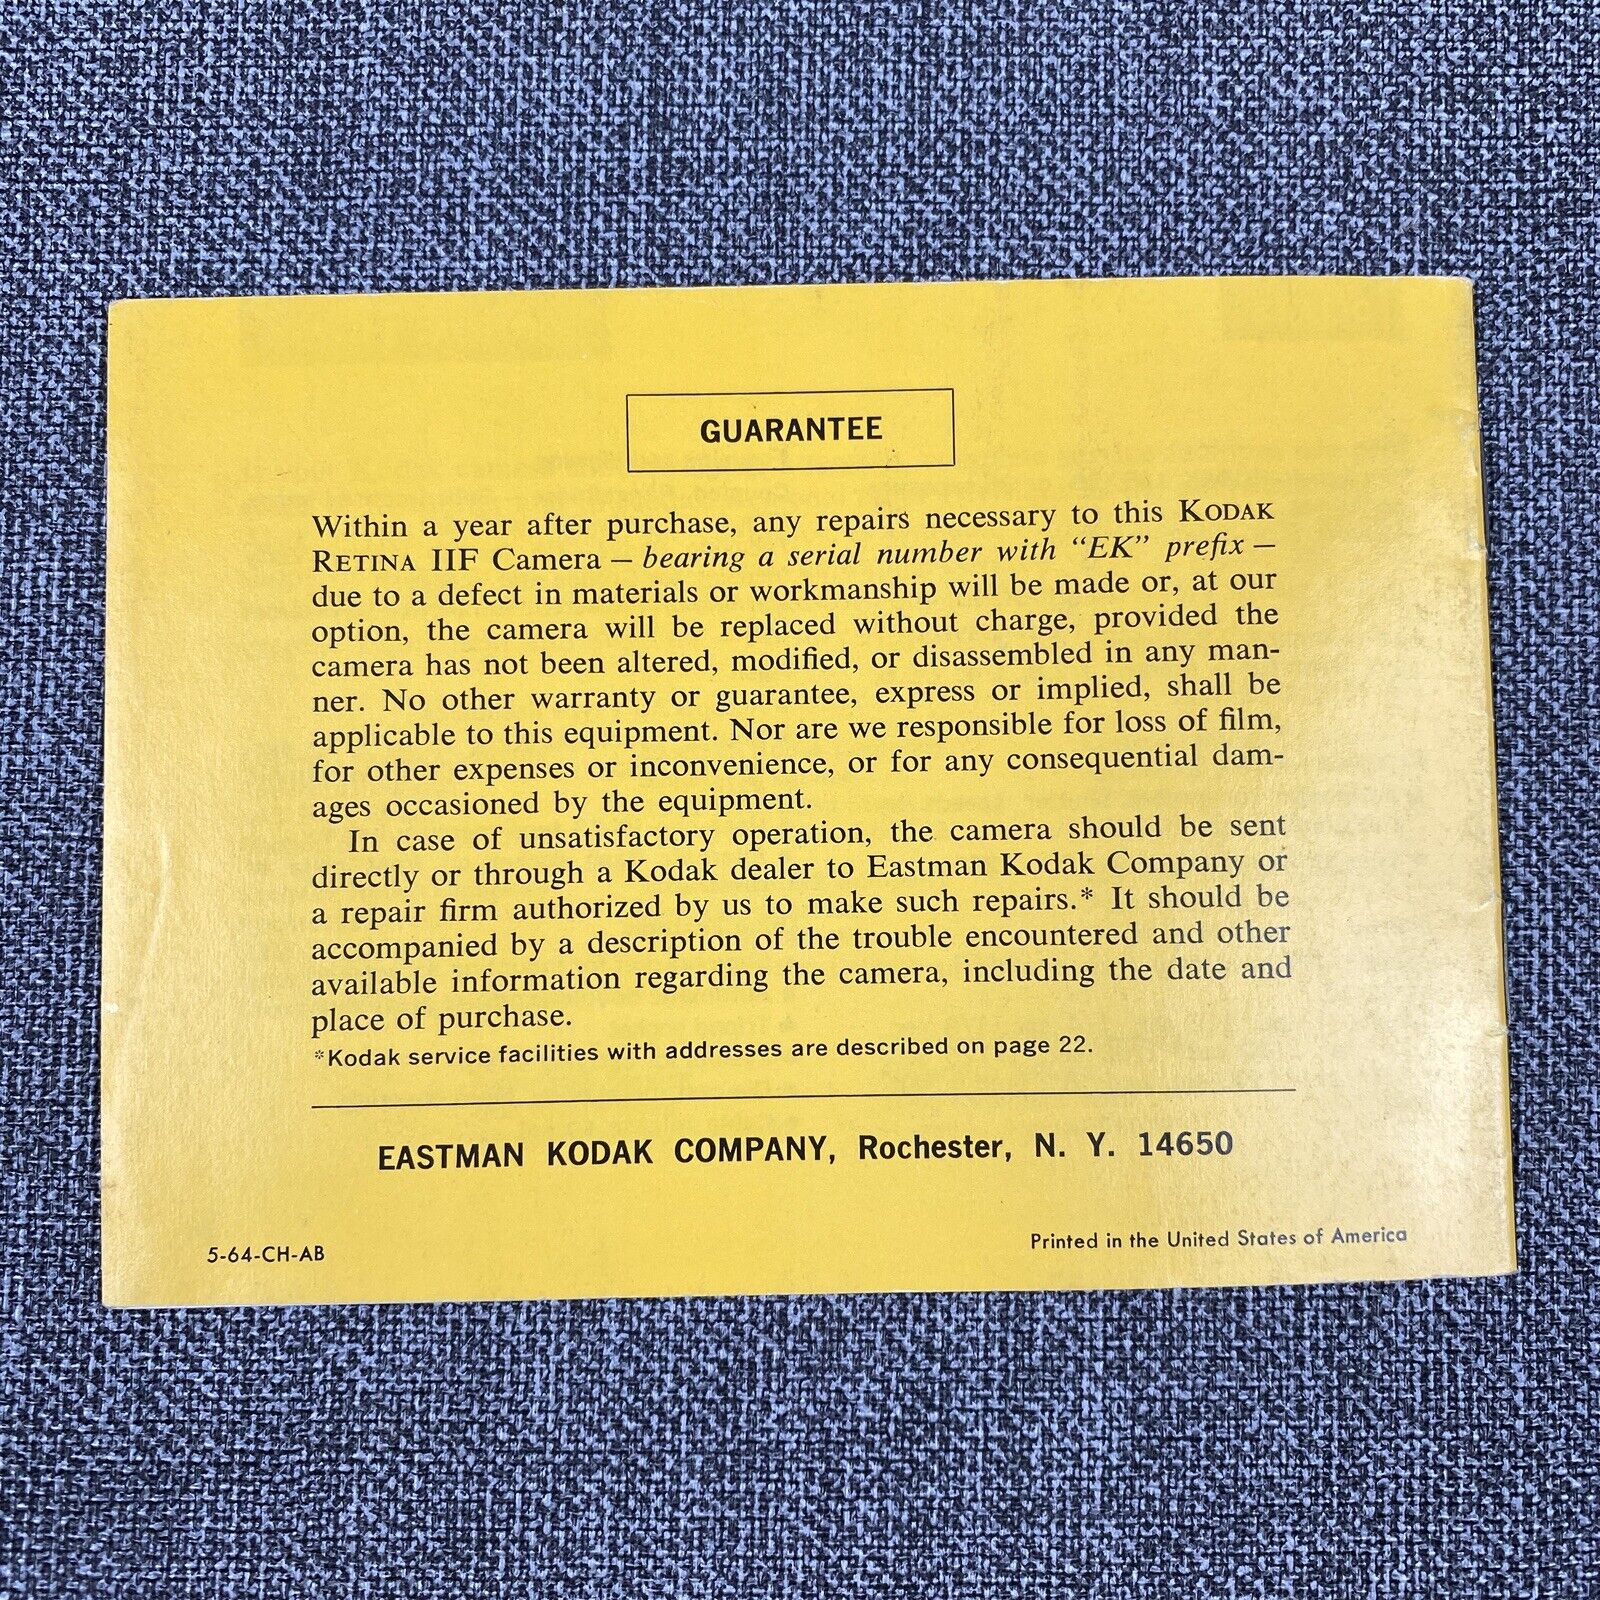 GUARANTEE
Within a year after purchase, any repairs necessary to this KODAK
RETINA IIF Camera — bearing a serial number with “EK” prefix —
due to a defect in materials or workmanship will be made or, at our
option, the camera will be replaced without charge, provided the
camera has not been altered, modified, or disassembled in any man-
ner. No other warranty or guarantee, express or implied, shall be
applicable to this equipment. Nor are we responsible for loss of film,
for other expenses or inconvenience, or for any consequential dam-
ages occasioned by the equipment.
In case of unsatisfactory operation, the camera should be sent
directly or through a Kodak dealer to Eastman Kodak Company or
a repair firm authorized by us to make such repairs.* It should be
accompanied by a description of the trouble encountered and other
available information regarding the camera, including the date and
place of purchase.
*Kodak service facilities with addresses are described on page 22.
EASTMAN KODAK COMPANY, Rochester, N. Y. 14650
5-64-CH-AB
Printed in the United States of America